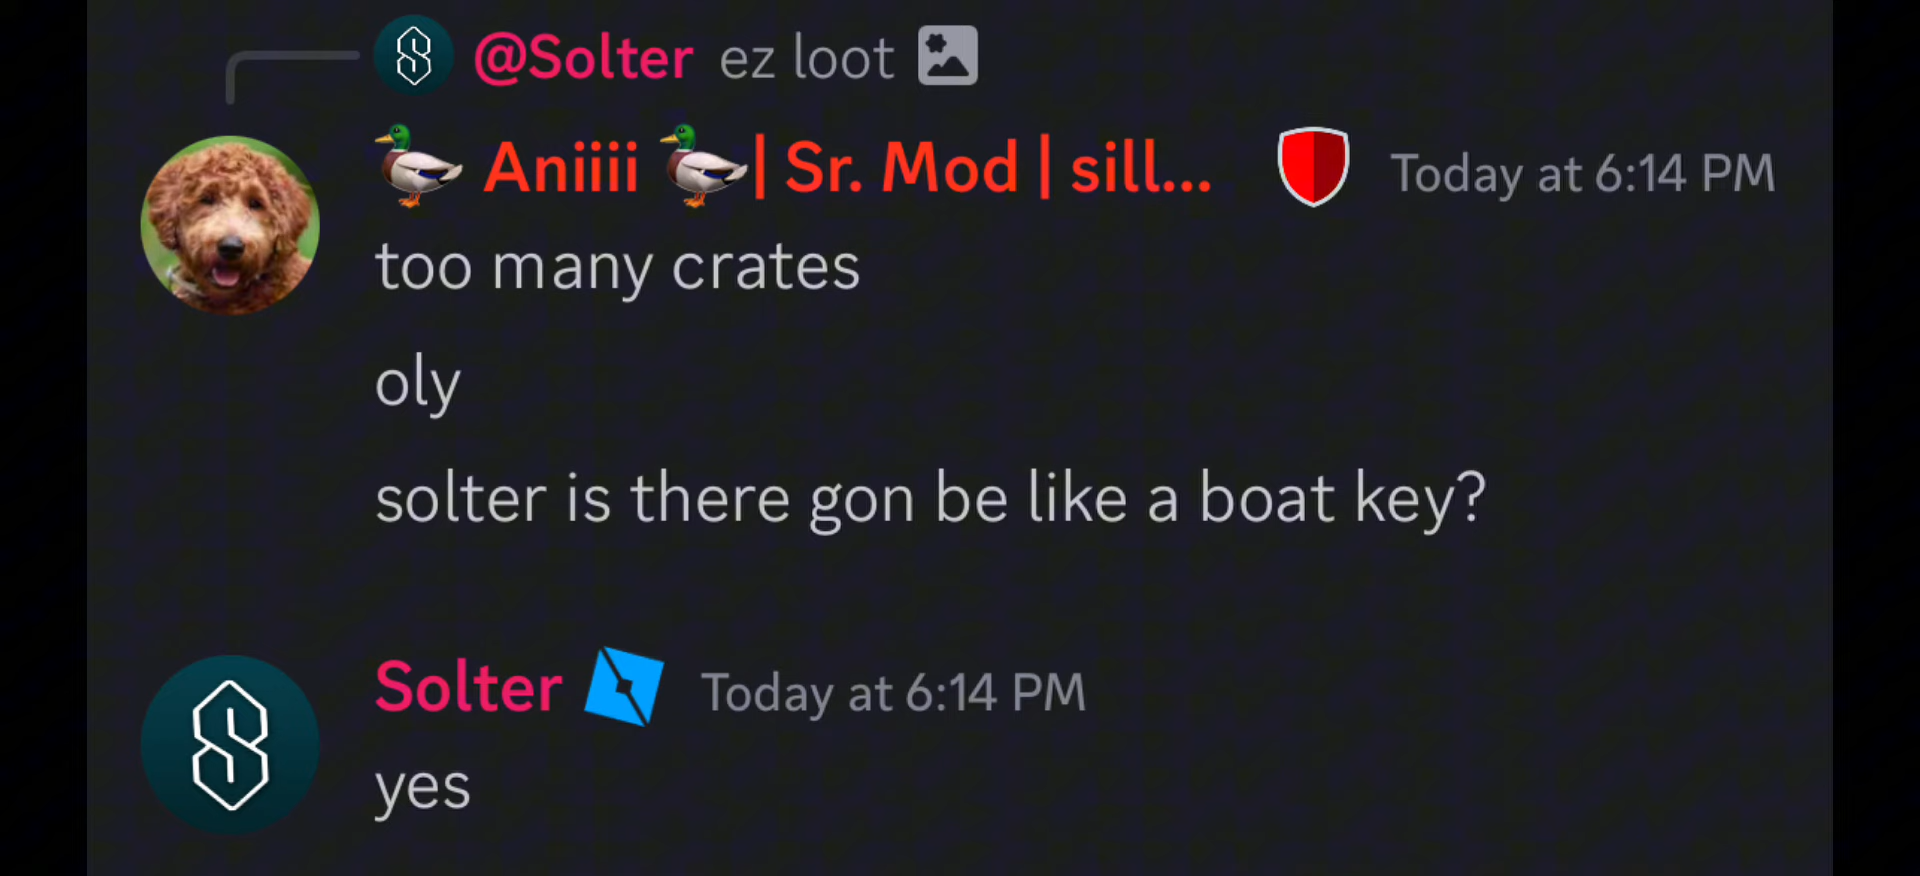 @Solter ez loot
🦆 Aniiii 🦆| Sr. Mod | sill... Today at 6:14 PM
too many crates
oly
solter is there gon be like a boat key?
Solter Today at 6:14 PM
yes